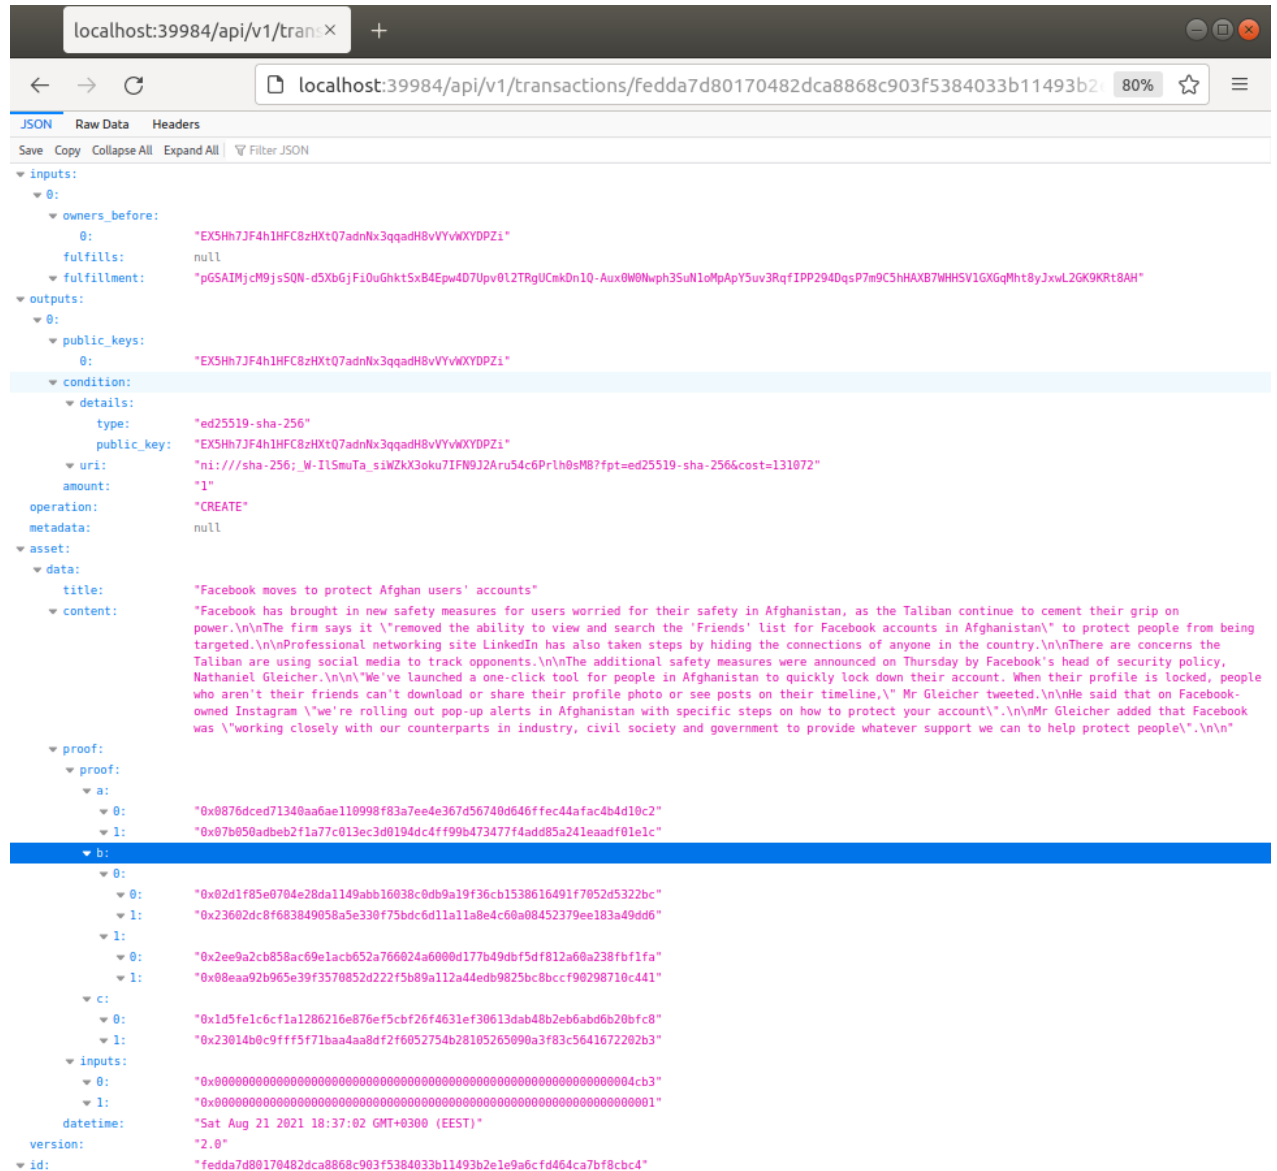 localhost:39984/api/v1/trans
localhost:39984/api/v1/transactions/fedda7d80170482dca8868c903f5384033b11493b2 80%
JSON Raw Data Headers
Save Copy Collapse All Expand All Filter JSON
inputs:
0:
owners_before:
0: "EX5Hh7JF4h1HFC8zHXtQ7adnNx3qqadH8vVYvWXYDPZi"
fulfills: null
fulfillment: "pGSAIMjcM9jsSQN-d5XbGjFiOuGhktSxB4Epw4D7Upv0l2TRgUCmkDn1Q-Aux0W0Nwph3SuN1oMpApY5uv3RqfIPP294DqsP7m9C5hHAXB7WHHSV1GXGqMht8yJxwL2GK9KRt8AH"
outputs:
0:
public_keys:
0: "EX5Hh7JF4h1HFC8zHXtQ7adnNx3qqadH8vVYvWXYDPZi"
condition:
details:
type: "ed25519-sha-256"
public_key: "EX5Hh7JF4h1HFC8zHXtQ7adnNx3qqadH8vVYvWXYDPZi"
uri: "ni:///sha-256;_W-IlSmuTa_siWZkX3oku7IFN9J2Aru54c6Prlh0sM8?fpt=ed25519-sha-256&cost=131072"
amount: "1"
operation: "CREATE"
metadata: null
asset:
data:
title: "Facebook moves to protect Afghan users' accounts"
content: "Facebook has brought in new safety measures for users worried for their safety in Afghanistan, as the Taliban continue to cement their grip on
power.\n\nThe firm says it \"removed the ability to view and search the 'Friends' list for Facebook accounts in Afghanistan\" to protect people from being
targeted.\n\nProfessional networking site LinkedIn has also taken steps by hiding the connections of anyone in the country.\n\nThere are concerns the
Taliban are using social media to track opponents.\n\nThe additional safety measures were announced on Thursday by Facebook's head of security policy,
Nathaniel Gleicher.\n\n\"We've launched a one-click tool for people in Afghanistan to quickly lock down their account. When their profile is locked, people
who aren't their friends can't download or share their profile photo or see posts on their timeline,\" Mr Gleicher tweeted.\n\nHe said that on Facebook-
owned Instagram \"we're rolling out pop-up alerts in Afghanistan with specific steps on how to protect your account\".\n\nMr Gleicher added that Facebook
was \"working closely with our counterparts in industry, civil society and government to provide whatever support we can to help protect people\".\n\n"
proof:
proof:
a:
0: "0x0876dced71340aa6ae110998f83a7ee4e367d56740d646ffec44afac4b4d10c2"
1: "0x07b050adbeb2f1a77c013ec3d0194dc4ff99b473477f4add85a241eaadf01e1c"
b:
0:
0: "0x02d1f85e0704e28da1149abb16038c0db9a19f36cb1538616491f7052d5322bc"
1: "0x23602dc8f683849058a5e330f75bdc6d11a11a8e4c60a08452379ee183a49dd6"
1:
0: "0x2ee9a2cb858ac69e1acb652a766024a6000d177b49dbf5df812a60a238fbf1fa"
1: "0x08eaa92b965e39f3570852d222f5b89a112a44edb9825bc8bccf90298710c441"
c:
0: "0x1d5fe1c6cf1a1286216e876ef5cbf26f4631ef30613dab48b2eb6abd6b20bfc8"
1: "0x23014b0c9fff5f71baa4aa8df2f6052754b28105265090a3f83c5641672202b3"
inputs:
0: "0x0000000000000000000000000000000000000000000000000000000000004cb3"
1: "0x0000000000000000000000000000000000000000000000000000000000000001"
datetime: "Sat Aug 21 2021 18:37:02 GMT+0300 (EEST)"
version: "2.0"
id: "fedda7d80170482dca8868c903f5384033b11493b2e1e9a6cfd464ca7bf8cbc4"